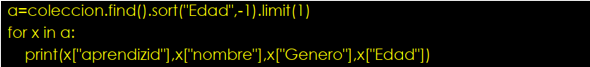 a=coleccion.find().sort("Edad",-1).limit(1)
for x in a:
    print(x["aprendizid"],x["nombre"],x["Genero"],x["Edad"])